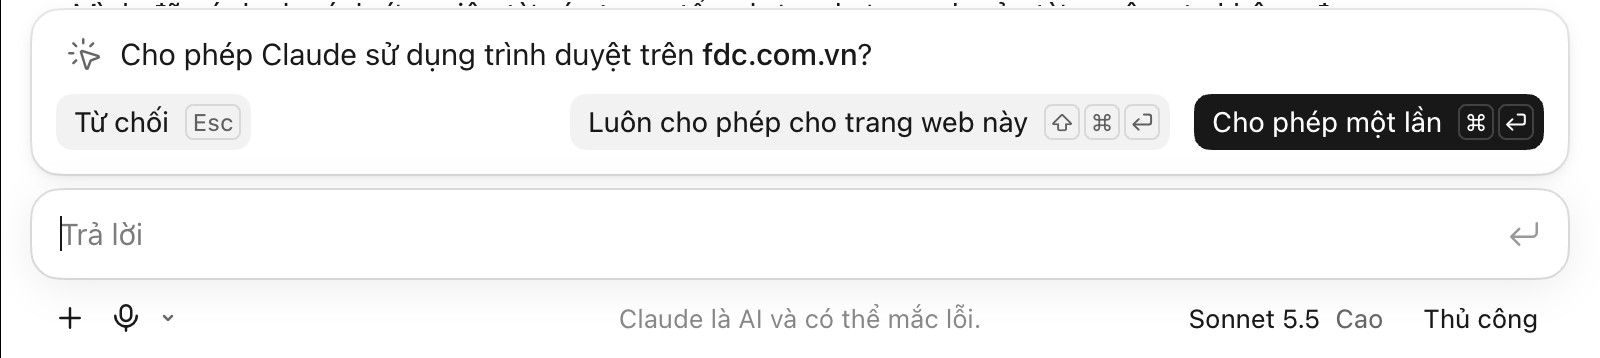 Cho phép Claude sử dụng trình duyệt trên fdc.com.vn?
Từ chối Esc Luôn cho phép cho trang web này ⇧ ⌘ ↵ Cho phép một lần ⌘ ↵
Trả lời
Claude là AI và có thể mắc lỗi. Sonnet 5.5 Cao Thủ công